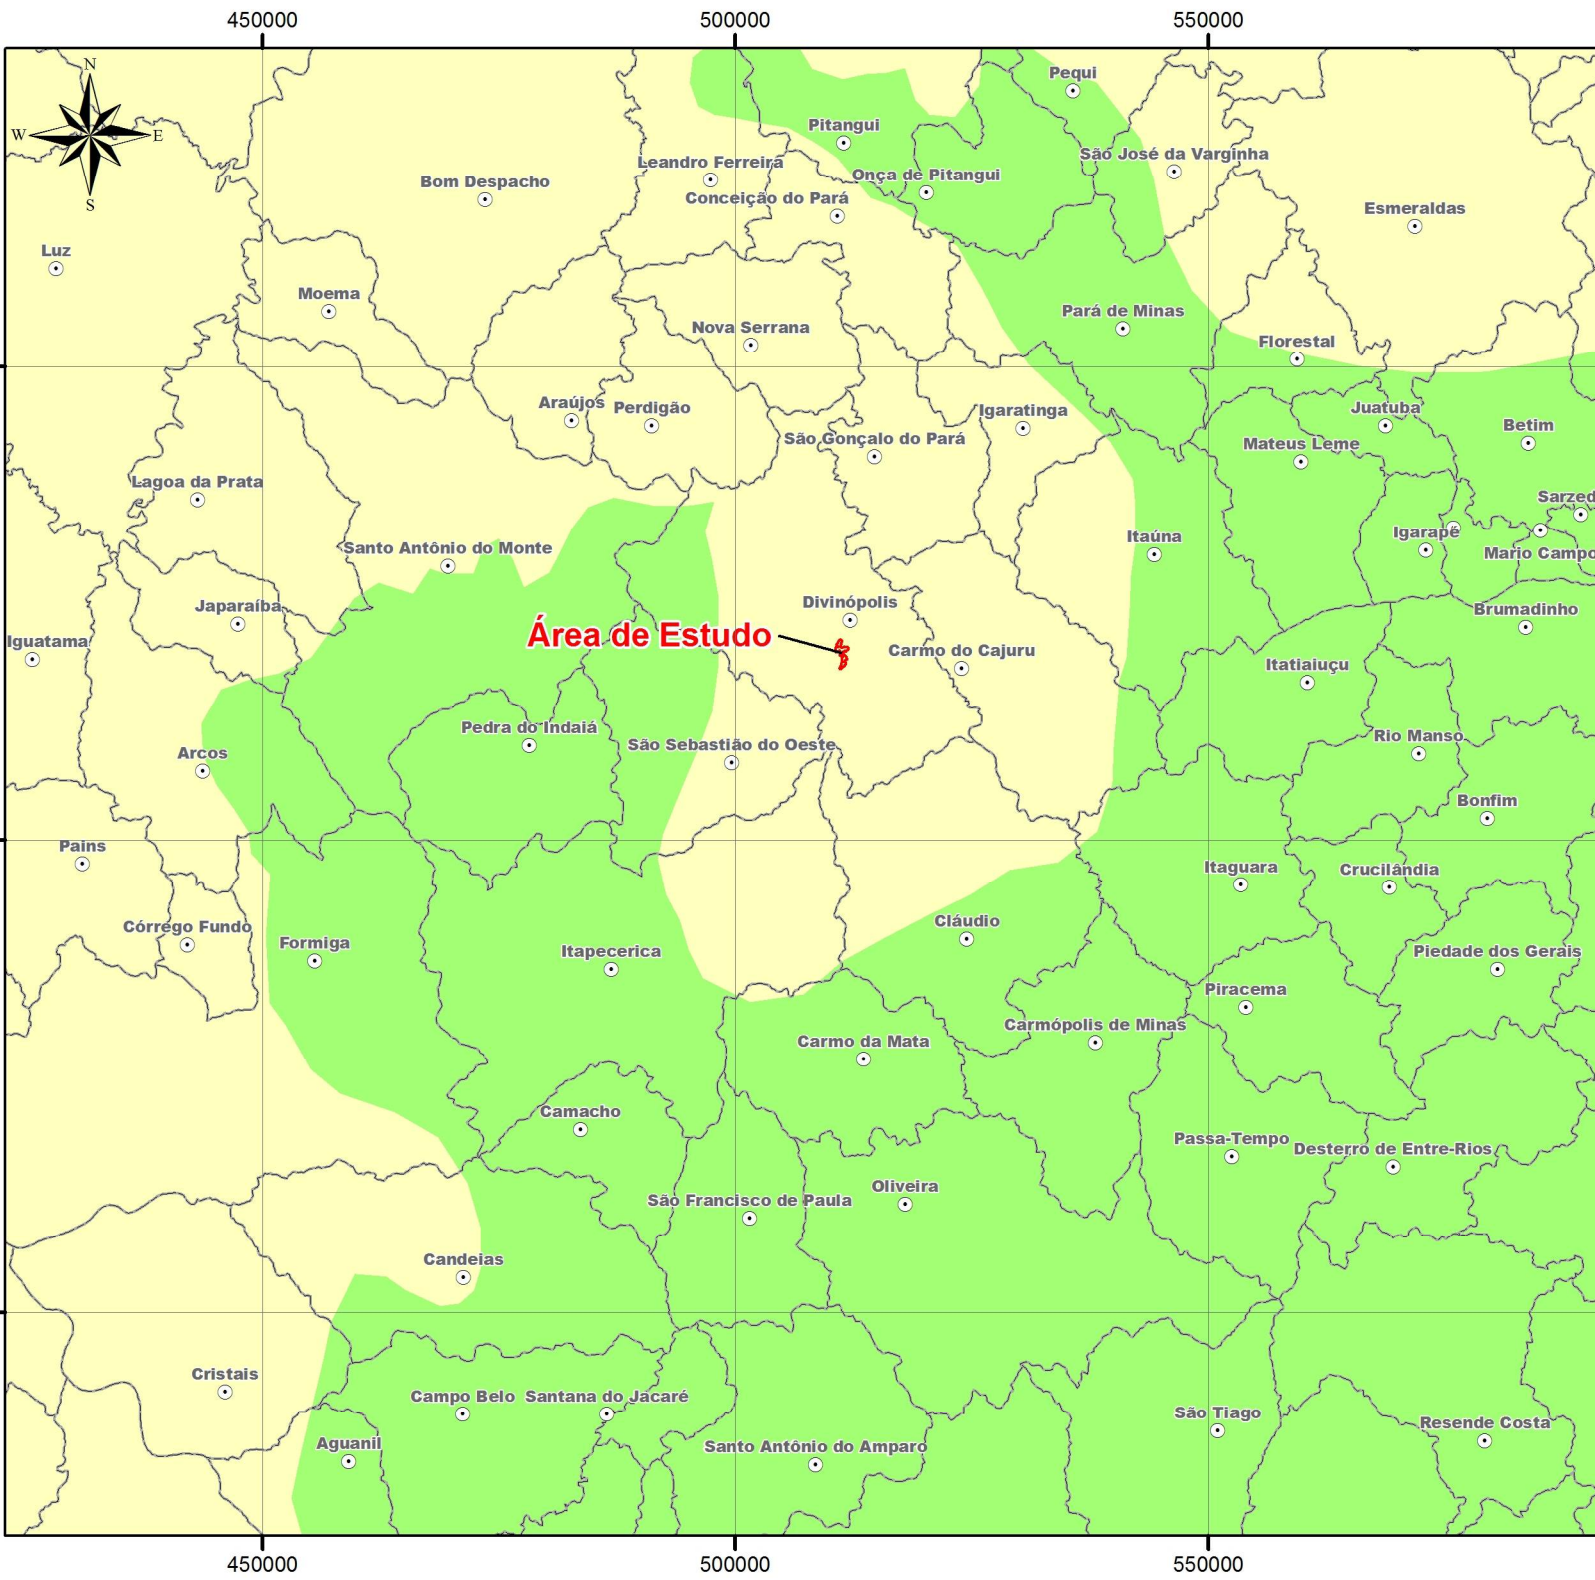 450000
500000
550000
N
W
E
S
Pequi
Pitangui
São José da Varginha
Leandro Ferreira
Onça de Pitangui
Bom Despacho
Conceição do Pará
Esmeraldas
Luz
Moema
Pará de Minas
Nova Serrana
Florestal
Araújos
Perdigão
Igaratinga
Juatuba
Betim
São Gonçalo do Pará
Mateus Leme
Lagoa da Prata
Sarzed
Itaúna
Igarapé
Santo Antônio do Monte
Mario Campo
Japaraíba
Divinópolis
Brumadinho
Área de Estudo
Iguatama
Carmo do Cajuru
Itatiaiuçu
Pedra do Indaiá
Rio Manso
São Sebastião do Oeste
Arcos
Bonfim
Pains
Itaguara
Crucilândia
Córrego Fundo
Cláudio
Formiga
Itapecerica
Piedade dos Gerais
Piracema
Carmópolis de Minas
Carmo da Mata
Camacho
Passa-Tempo
Desterro de Entre-Rios
Oliveira
São Francisco de Paula
Candeias
Cristais
Campo Belo
Santana do Jacaré
São Tiago
Resende Costa
Aguanil
Santo Antônio do Amparo
450000
500000
550000